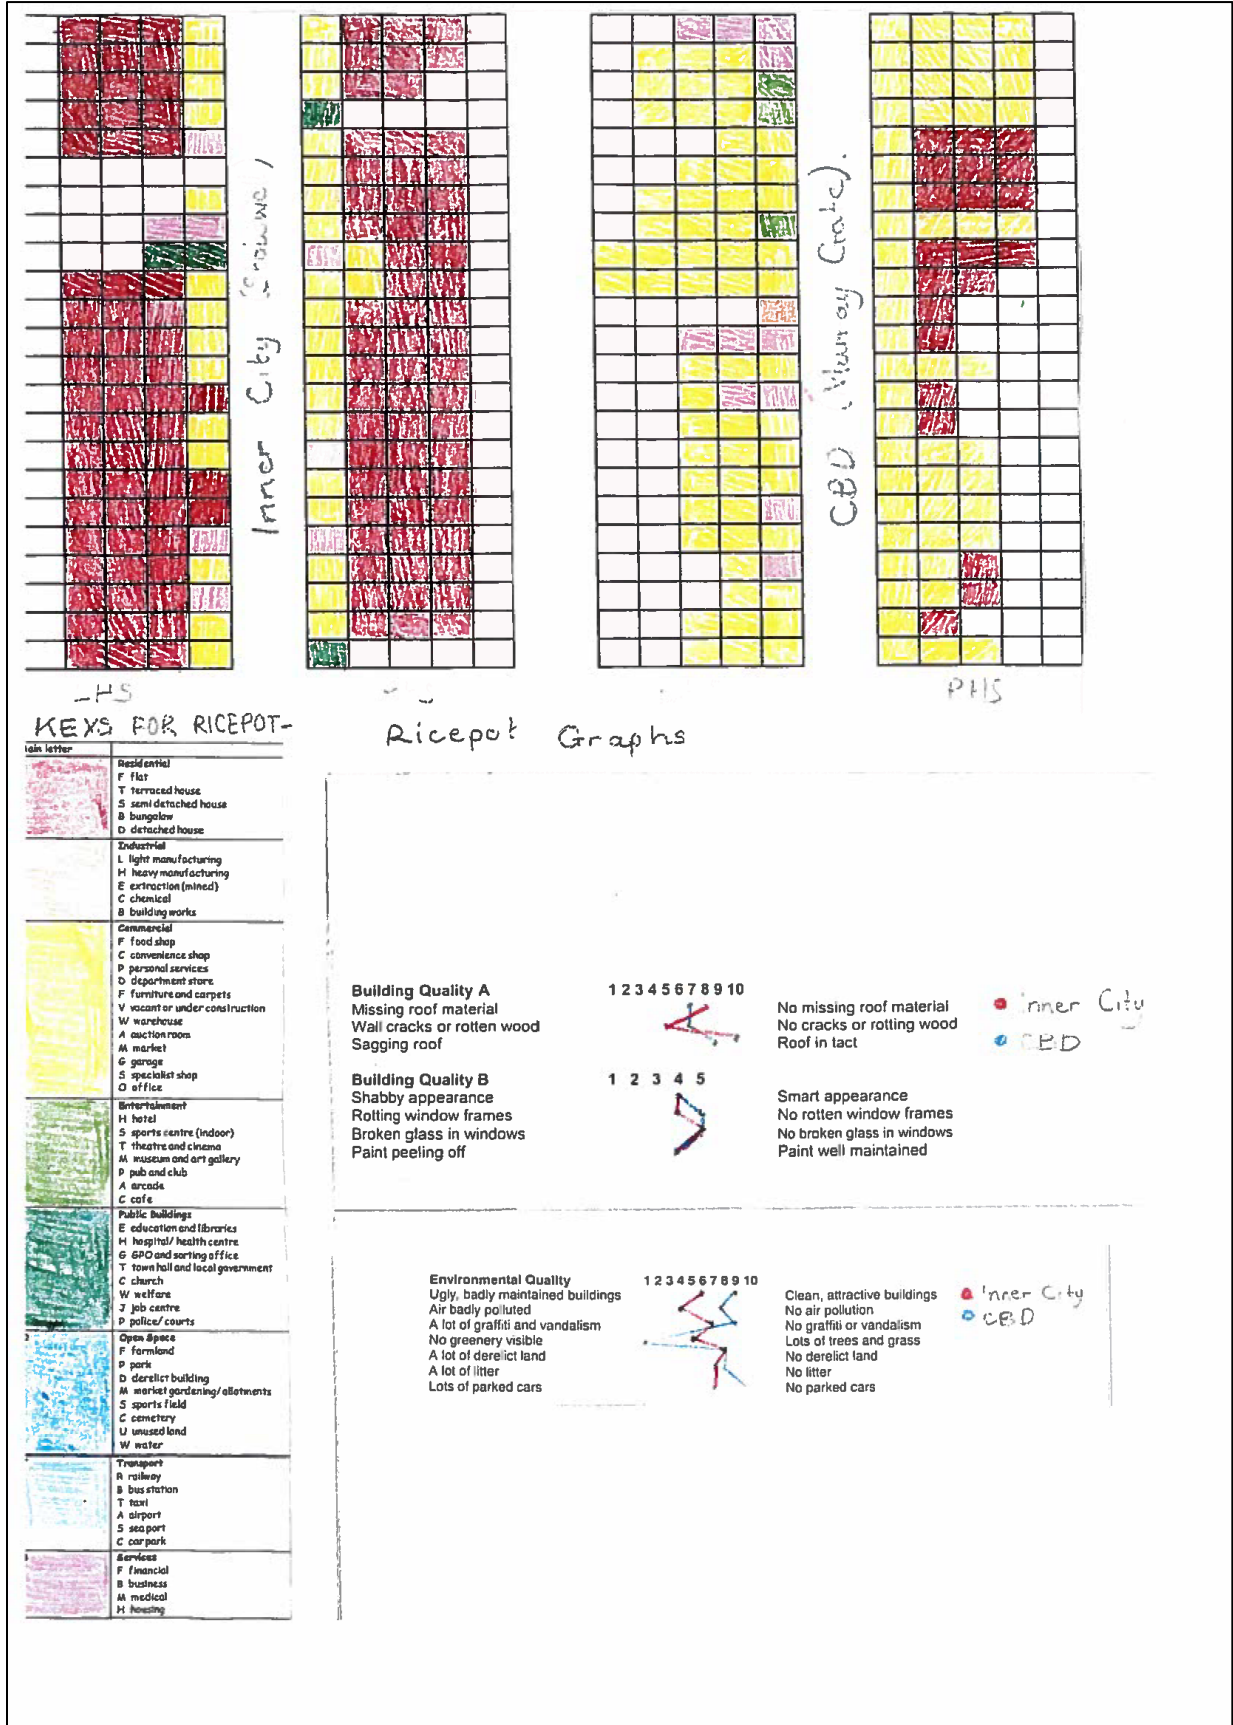 Inner City
CBD (Murray Gate).
PHS
KEYS FOR RICEPOT-
Ricepot Graphs
ain letter
Residential
F flat
T terraced house
S semi detached house
B bungalow
D detached house
Industrial
L light manufacturing
H heavy manufacturing
E extraction (mined)
C chemical
B building works
Commercial
F food shop
C convenience shop
P personal services
D department store
F furniture and carpets
V vacant or under construction
W warehouse
A auction room
M market
G garage
S specialist shop
O office
Entertainment
H hotel
S sports centre (indoor)
T theatre and cinema
M museum and art gallery
P pub and club
A arcade
C cafe
Public Buildings
E education and libraries
H hospital/ health centre
G GPO and sorting office
T town hall and local government
C church
W welfare
J job centre
P police/ courts
Open Space
F farmland
P park
D derelict building
M market gardening/allotments
S sports field
C cemetery
U unused land
W water
Transport
R railway
B bus station
T taxi
A airport
S sea port
C car park
Services
F financial
B business
M medical
H housing
Building Quality A 1 2 3 4 5 6 7 8 9 10
Missing roof material No missing roof material inner City
Wall cracks or rotten wood No cracks or rotting wood
Sagging roof Roof in tact CBD
Building Quality B 1 2 3 4 5
Shabby appearance Smart appearance
Rotting window frames No rotten window frames
Broken glass in windows No broken glass in windows
Paint peeling off Paint well maintained
Environmental Quality 1 2 3 4 5 6 7 8 9 10
Ugly, badly maintained buildings Clean, attractive buildings inner City
Air badly polluted No air pollution
A lot of graffiti and vandalism No graffiti or vandalism CBD
No greenery visible Lots of trees and grass
A lot of derelict land No derelict land
A lot of litter No litter
Lots of parked cars No parked cars